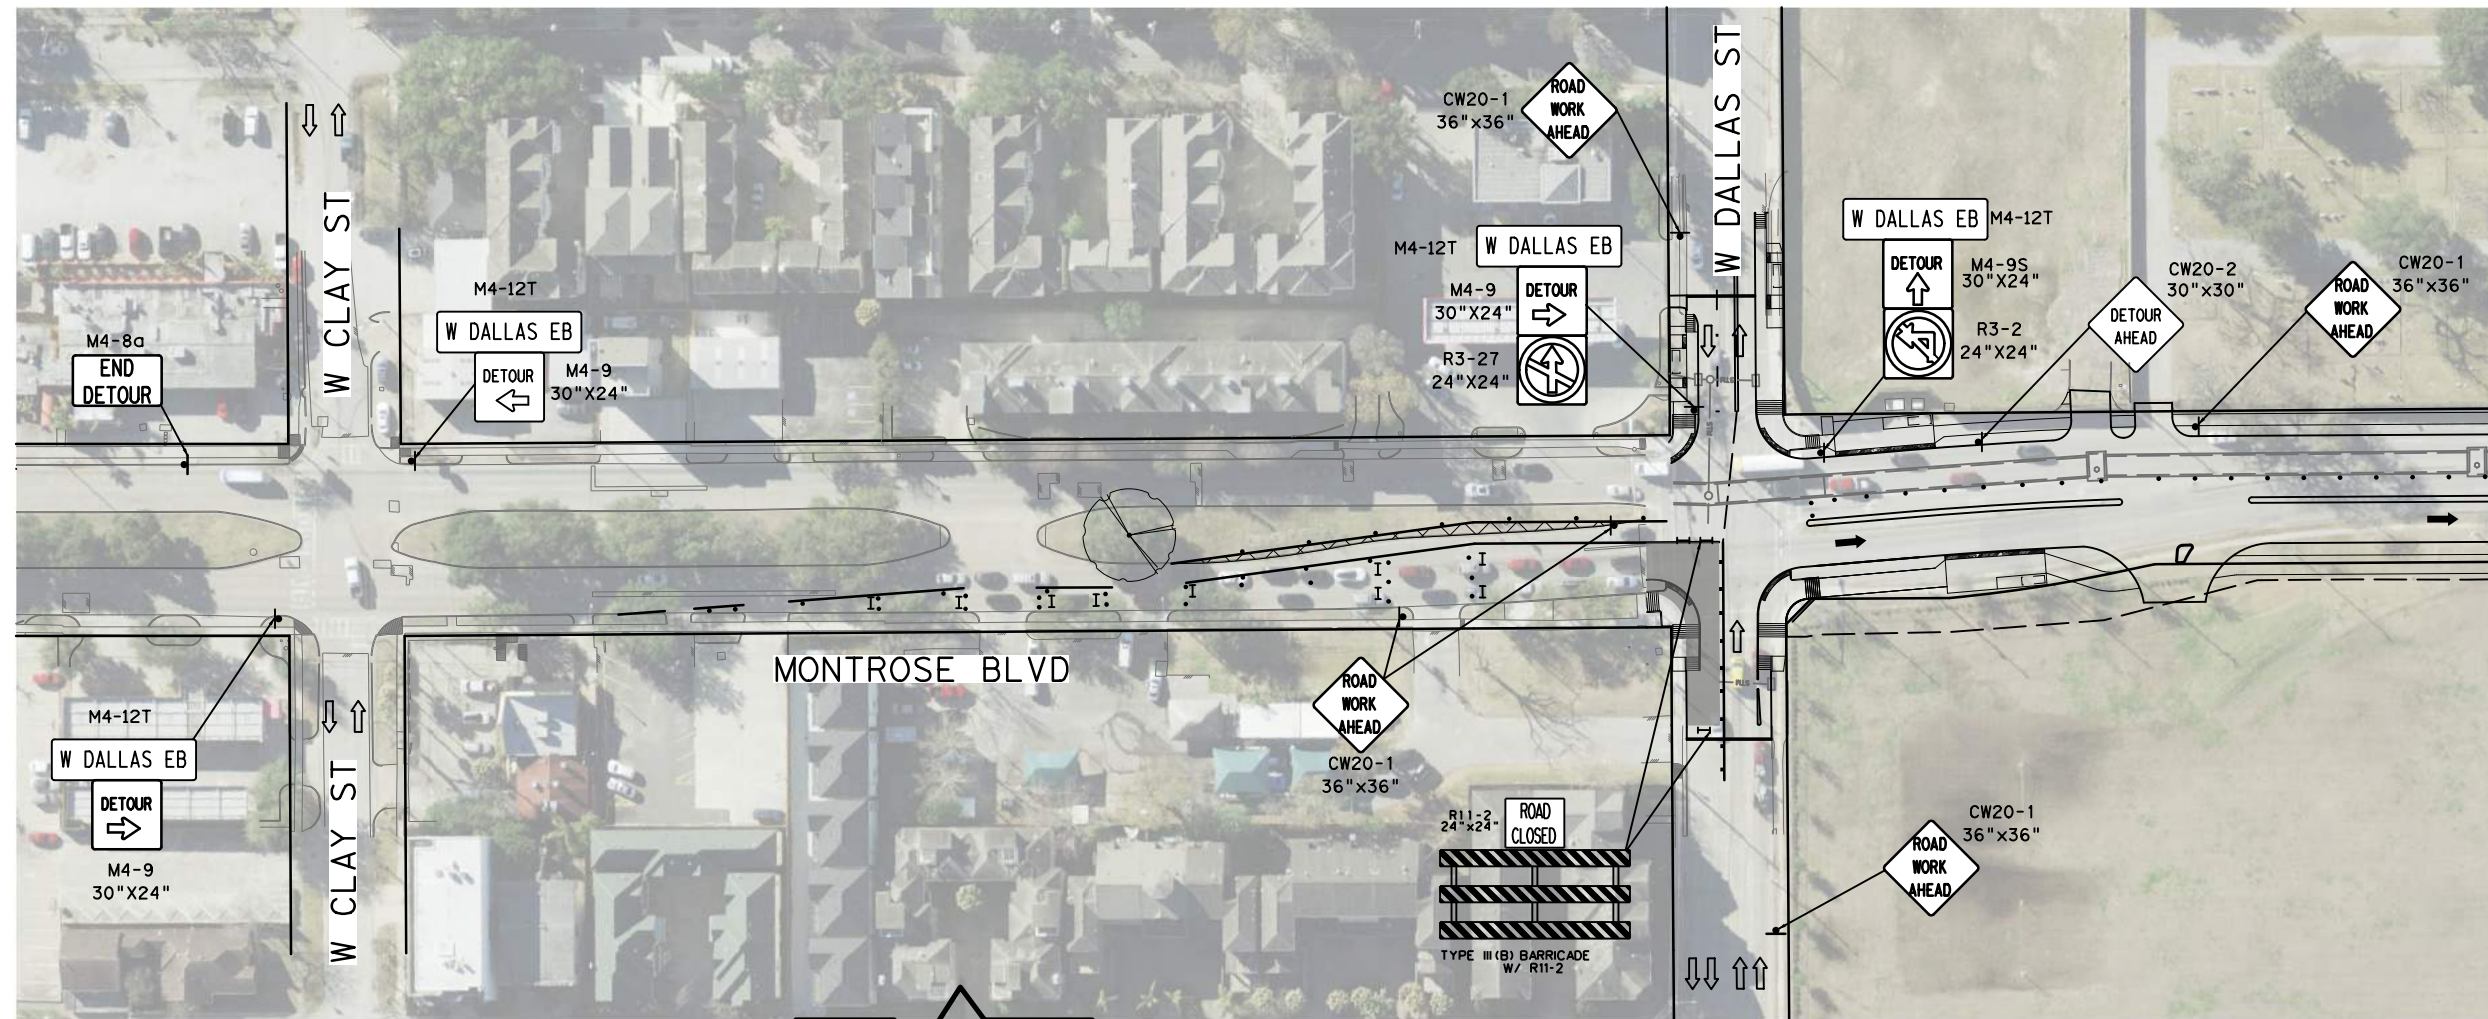 W DALLAS ST
CW20-1
36"x36"
ROAD
WORK
AHEAD
W CLAY ST
M4-12T
W DALLAS EB
M4-9
30"X24"
DETOUR
R3-27
24"X24"
W DALLAS EB
M4-12T
DETOUR
M4-9S
30"X24"
R3-2
24"X24"
CW20-2
30"x30"
DETOUR
AHEAD
CW20-1
36"x36"
ROAD
WORK
AHEAD
M4-12T
W DALLAS EB
DETOUR
M4-9
30"X24"
M4-8a
END
DETOUR
MONTROSE BLVD
ROAD
WORK
AHEAD
CW20-1
36"x36"
M4-12T
W DALLAS EB
DETOUR
M4-9
30"X24"
W CLAY ST
R11-2
24"x24"
ROAD
CLOSED
TYPE III(B) BARRICADE
W/ R11-2
CW20-1
36"x36"
ROAD
WORK
AHEAD